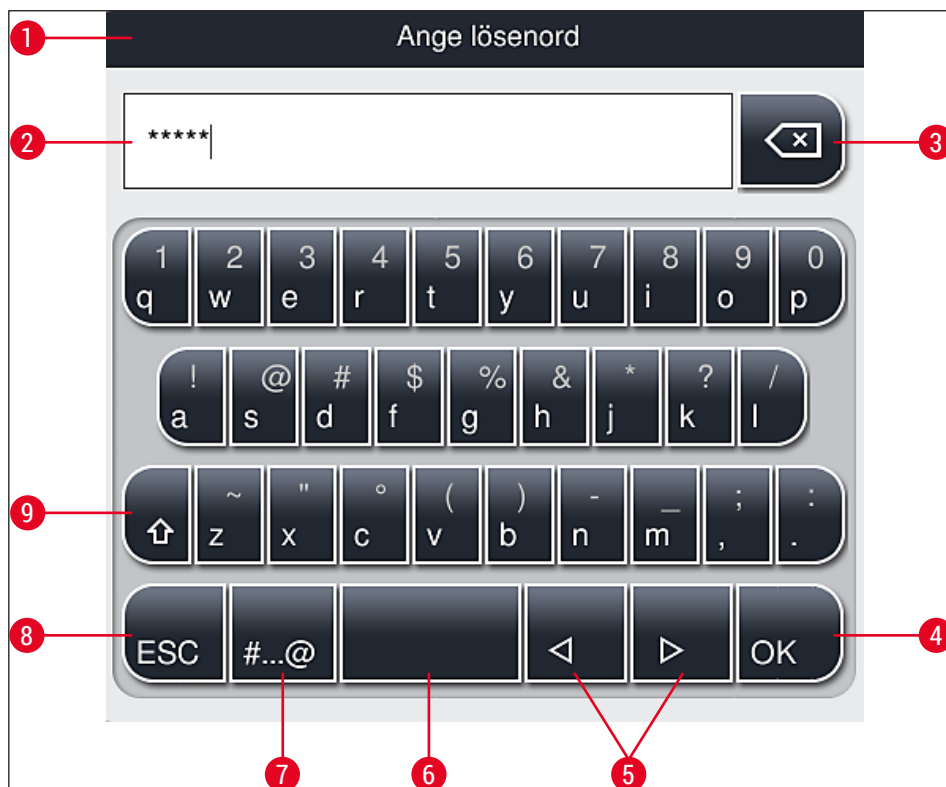 1 Ange lösenord
2 ***** 3
1 2 3 4 5 6 7 8 9 0
q w e r t y u i o p
! @ # $ % & * ? /
a s d f g h j k l
9 ~ " ° ( ) - _ ; :
z x c v b n m , .
8 ESC #...@ OK 4
7 6 5